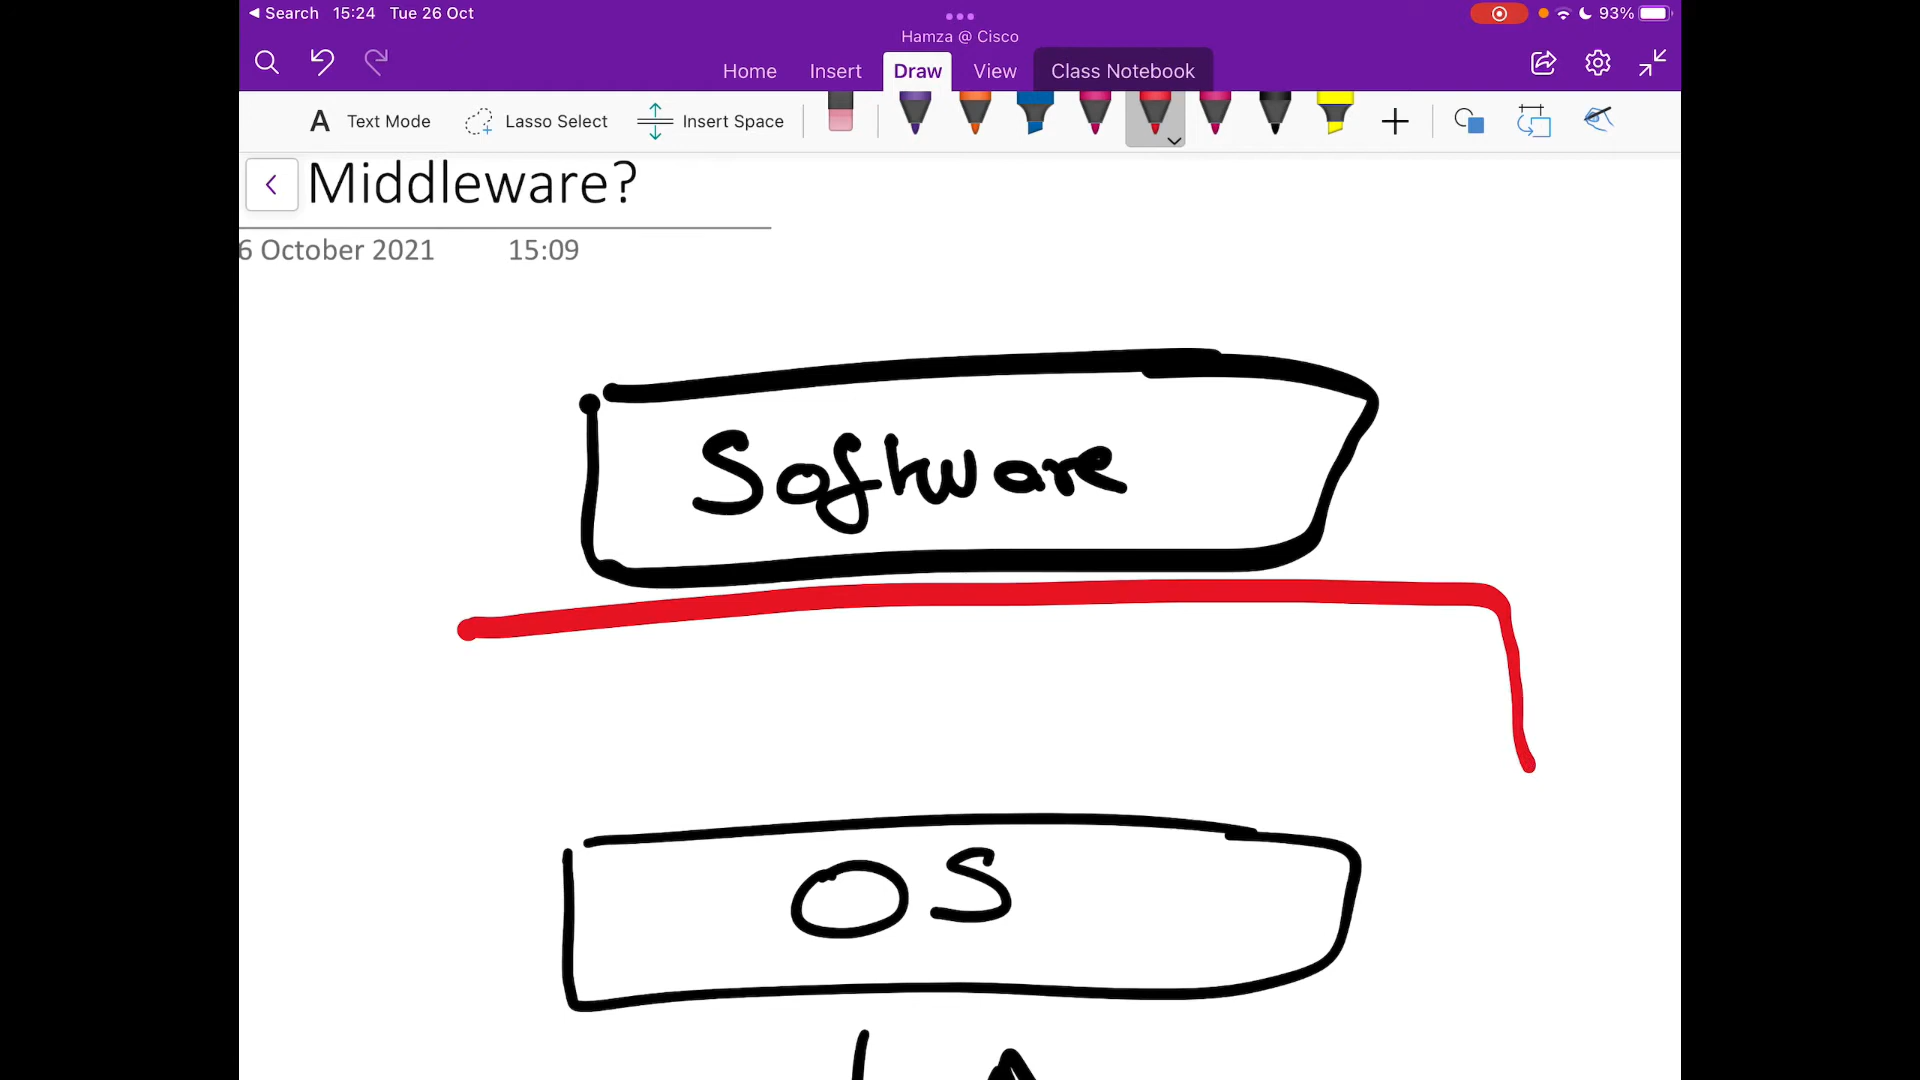 Search 15:24 Tue 26 Oct 93%
Hamza @ Cisco
Home Insert Draw View Class Notebook
A Text Mode Lasso Select Insert Space
Middleware?
6 October 2021 15:09
Software
OS